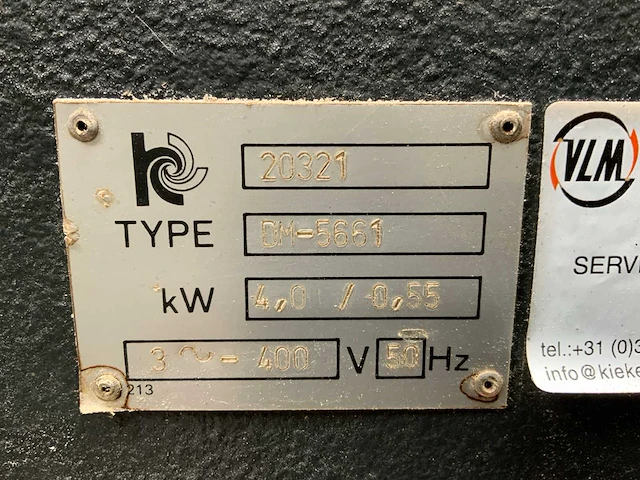 20321
TYPE DM-5661
kW 4,0 / 0,55
3 ~ - 400 V 50 Hz
213
VLM
SERV
tel.:+31 (0)3
info@kieke